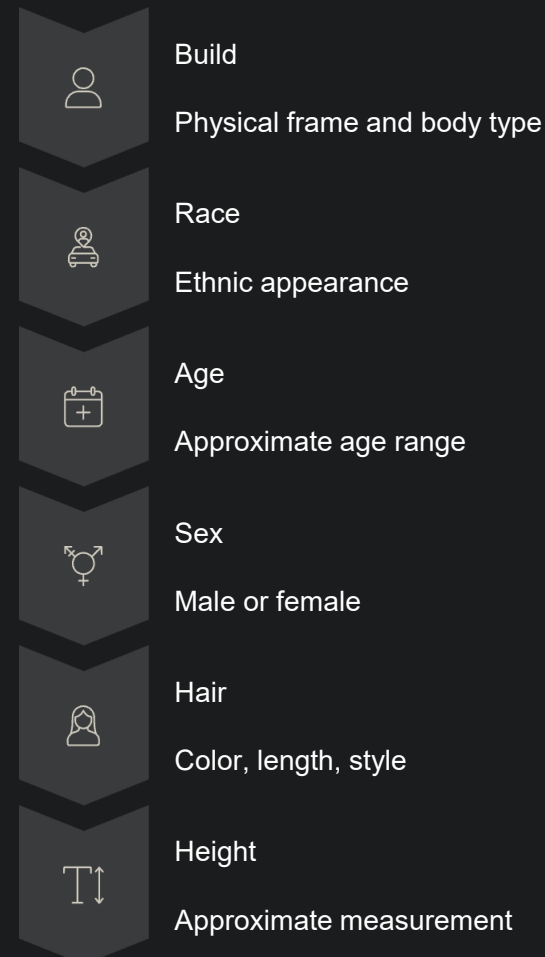 Build
Physical frame and body type
Race
Ethnic appearance
Age
Approximate age range
Sex
Male or female
Hair
Color, length, style
Height
Approximate measurement